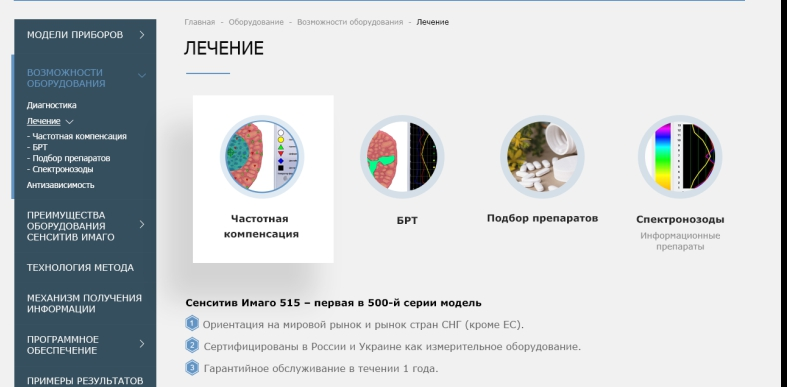 Главная - Оборудование - Возможности оборудования - Лечение
ЛЕЧЕНИЕ
МОДЕЛИ ПРИБОРОВ
ВОЗМОЖНОСТИ
ОБОРУДОВАНИЯ
Диагностика
Лечение
- Частотная компенсация
- БРТ
- Подбор препаратов
- Спектронозоды
Антизависимость
ПРЕИМУЩЕСТВА
ОБОРУДОВАНИЯ
СЕНСИТИВ ИМАГО
ТЕХНОЛОГИЯ МЕТОДА
МЕХАНИЗМ ПОЛУЧЕНИЯ
ИНФОРМАЦИИ
ПРОГРАММНОЕ
ОБЕСПЕЧЕНИЕ
ПРИМЕРЫ РЕЗУЛЬТАТОВ
Частотная
компенсация
БРТ
Подбор препаратов
Спектронозоды
Информационные
препараты
Сенситив Имаго 515 – первая в 500-й серии модель
1 Ориентация на мировой рынок и рынок стран СНГ (кроме ЕС).
2 Сертифицированы в России и Украине как измерительное оборудование.
3 Гарантийное обслуживание в течении 1 года.